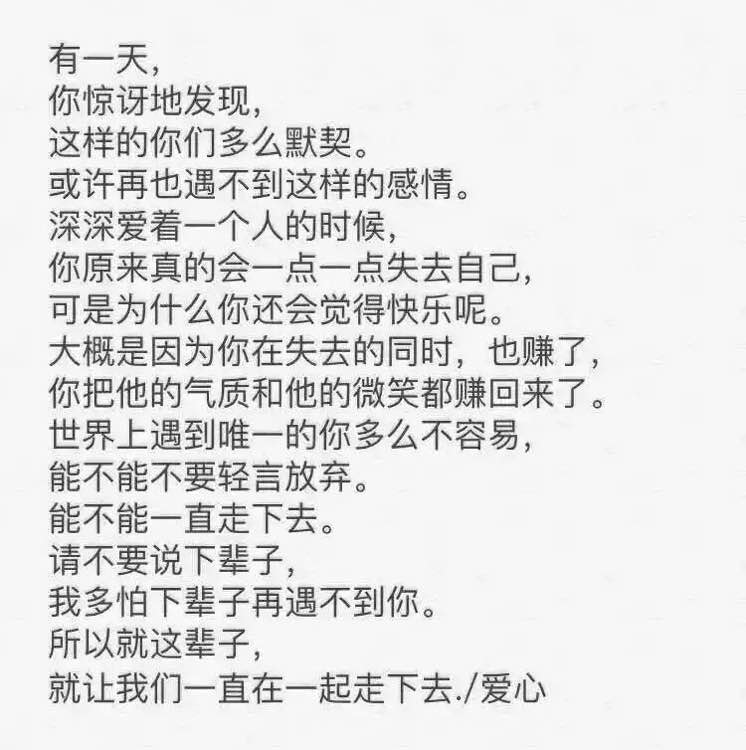 有一天，
你惊讶地发现，
这样的你们多么默契。
或许再也遇不到这样的感情。
深深爱着一个人的时候，
你原来真的会一点一点失去自己，
可是为什么你还会觉得快乐呢。
大概是因为你在失去的同时，也赚了，
你把他的气质和他的微笑都赚回来了。
世界上遇到唯一的你多么不容易，
能不能不要轻言放弃。
能不能一直走下去。
请不要说下辈子，
我多怕下辈子再遇不到你。
所以就这辈子，
就让我们一直在一起走下去./爱心